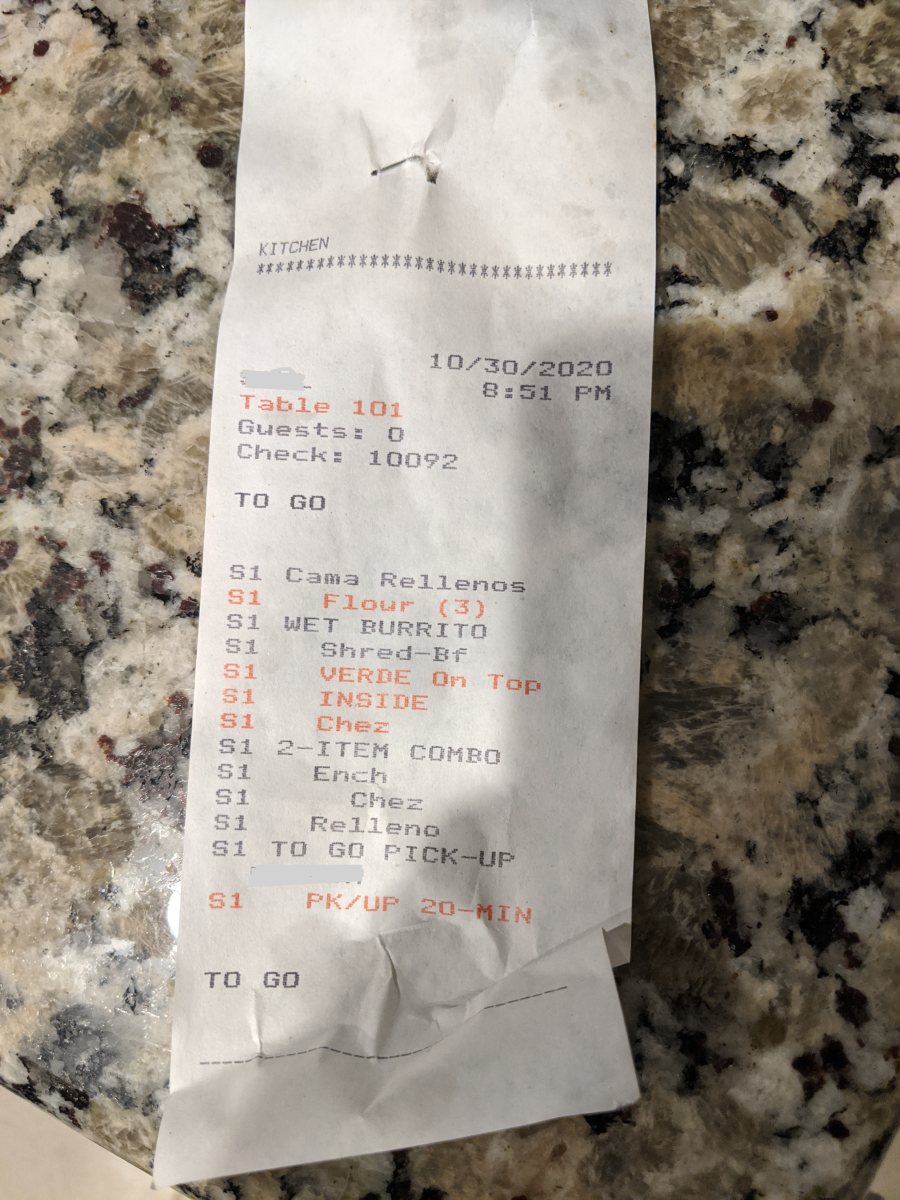 KITCHEN
*************************************
10/30/2020
8:51 PM
Table 101
Guests: 0
Check: 10092
TO GO
S1 Cama Rellenos
S1 Flour (3)
S1 WET BURRITO
S1 Shred-Bf
S1 VERDE On Top
S1 INSIDE
S1 Chez
S1 2-ITEM COMBO
S1 Ench
S1 Chez
S1 Relleno
S1 TO GO PICK-UP
S1 PK/UP 20-MIN
TO GO